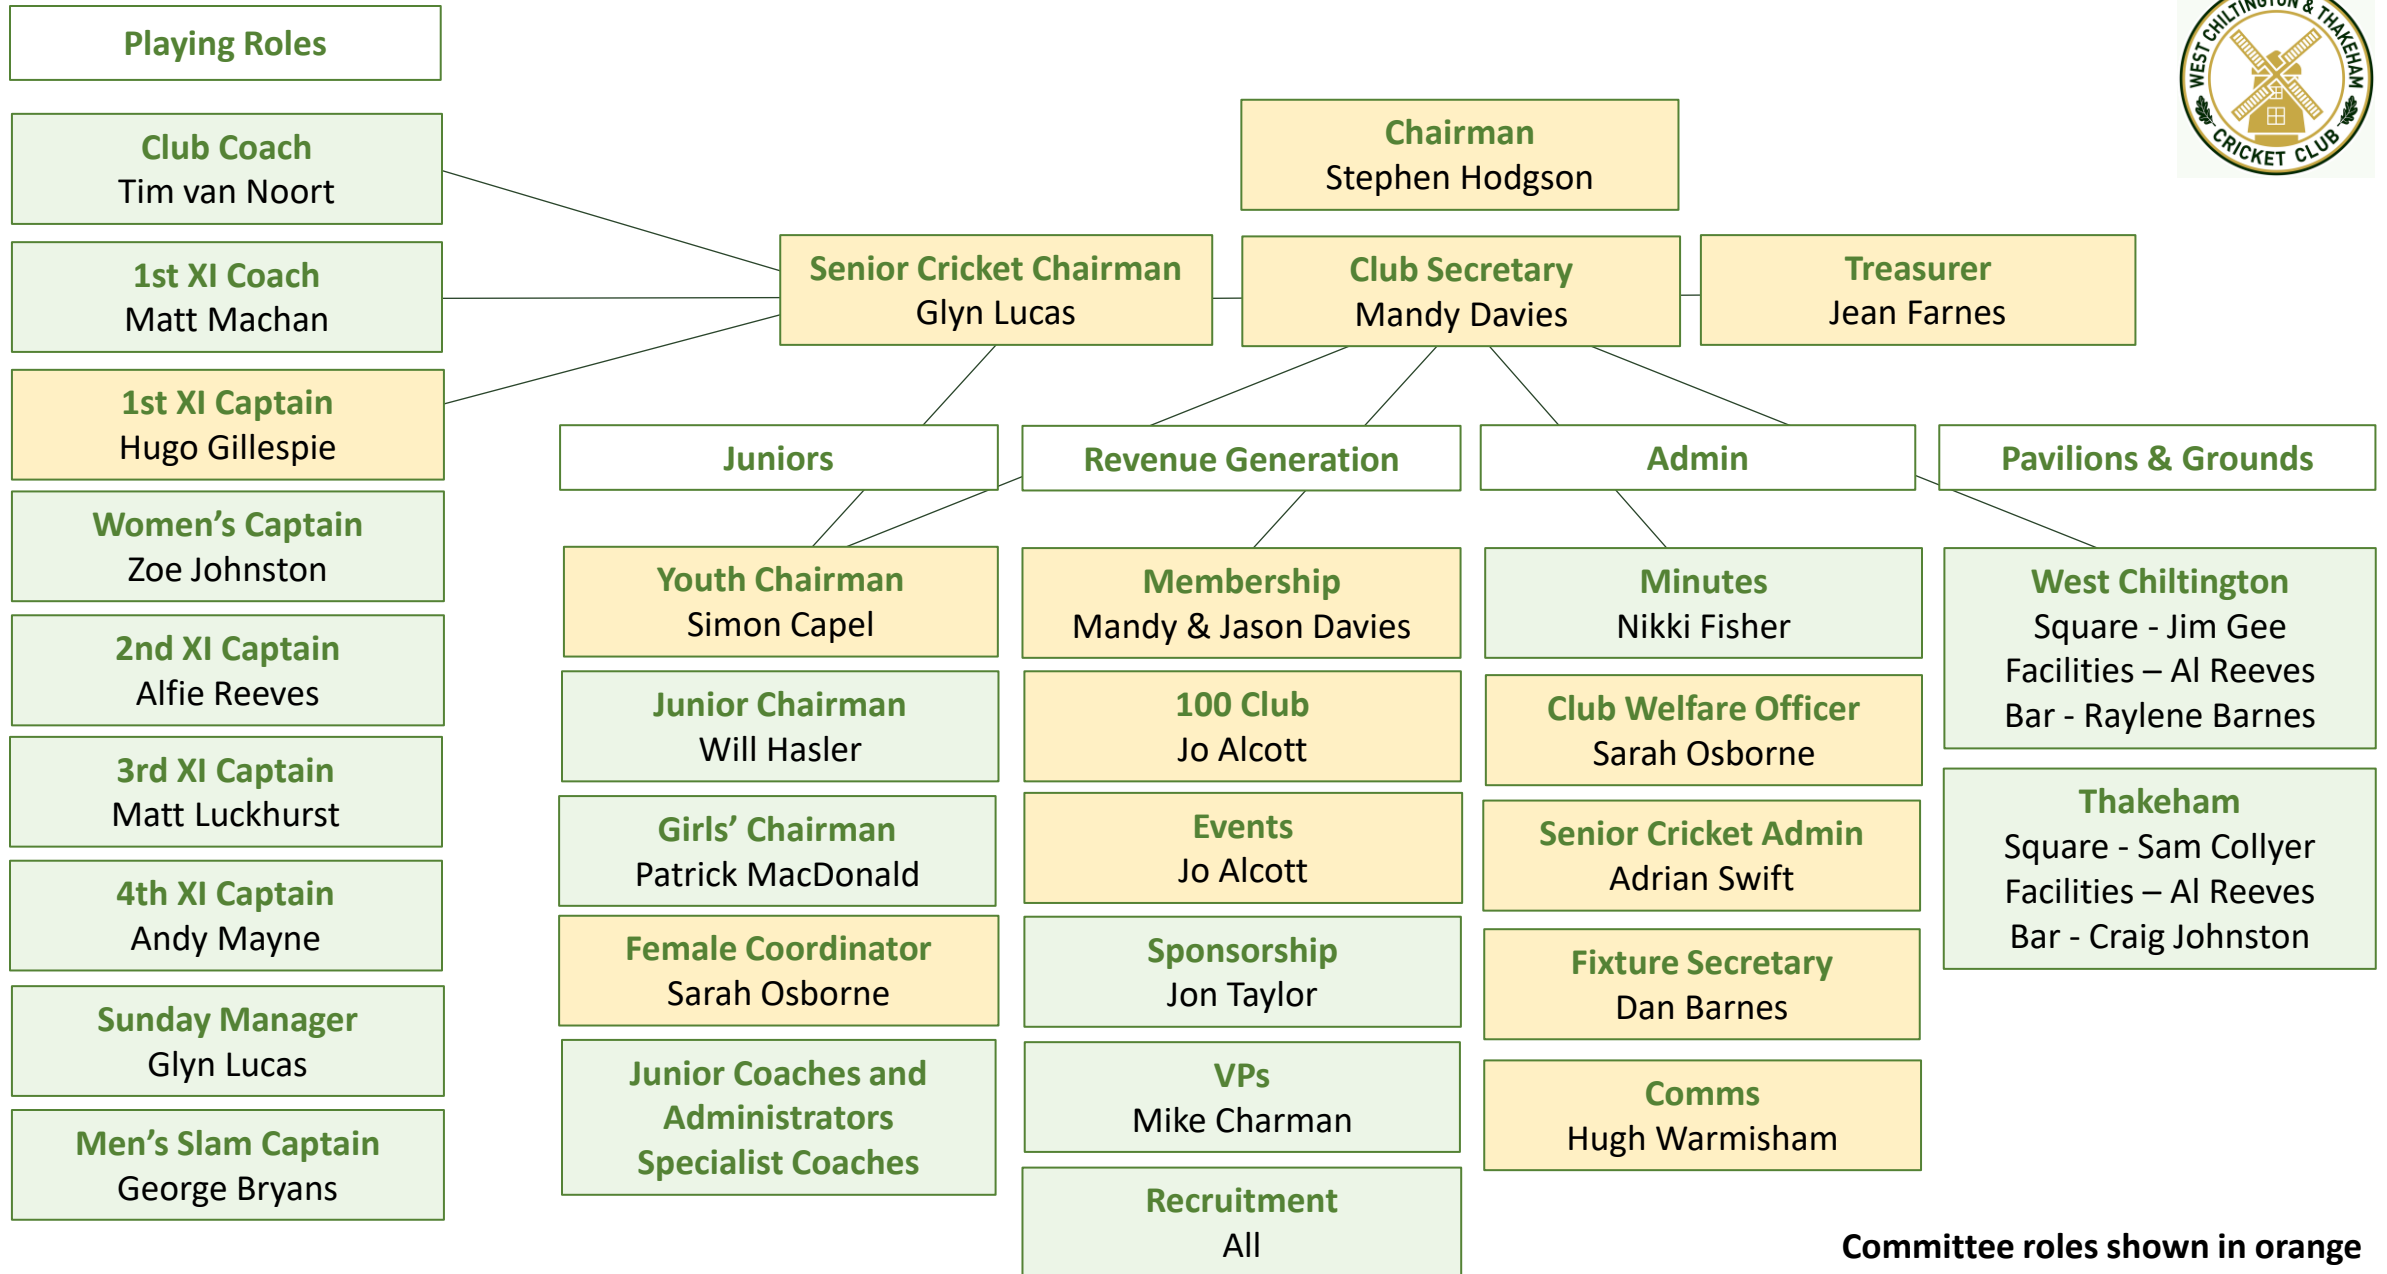 Playing Roles
Club Coach
Tim van Noort
1st XI Coach
Matt Machan
1st XI Captain
Hugo Gillespie
Women's Captain
Zoe Johnston
2nd XI Captain
Alfie Reeves
3rd XI Captain
Matt Luckhurst
4th XI Captain
Andy Mayne
Sunday Manager
Glyn Lucas
Men's Slam Captain
George Bryans
WEST CHILTINGTON & THAKEHAM
CRICKET CLUB
Chairman
Stephen Hodgson
Senior Cricket Chairman
Glyn Lucas
Club Secretary
Mandy Davies
Treasurer
Jean Farnes
Juniors
Youth Chairman
Simon Capel
Junior Chairman
Will Hasler
Girls' Chairman
Patrick MacDonald
Female Coordinator
Sarah Osborne
Junior Coaches and
Administrators
Specialist Coaches
Revenue Generation
Membership
Mandy & Jason Davies
100 Club
Jo Alcott
Events
Jo Alcott
Sponsorship
Jon Taylor
VPs
Mike Charman
Recruitment
All
Admin
Minutes
Nikki Fisher
Club Welfare Officer
Sarah Osborne
Senior Cricket Admin
Adrian Swift
Fixture Secretary
Dan Barnes
Comms
Hugh Warmisham
Pavilions & Grounds
West Chiltington
Square - Jim Gee
Facilities – Al Reeves
Bar - Raylene Barnes
Thakeham
Square - Sam Collyer
Facilities – Al Reeves
Bar - Craig Johnston
Committee roles shown in orange